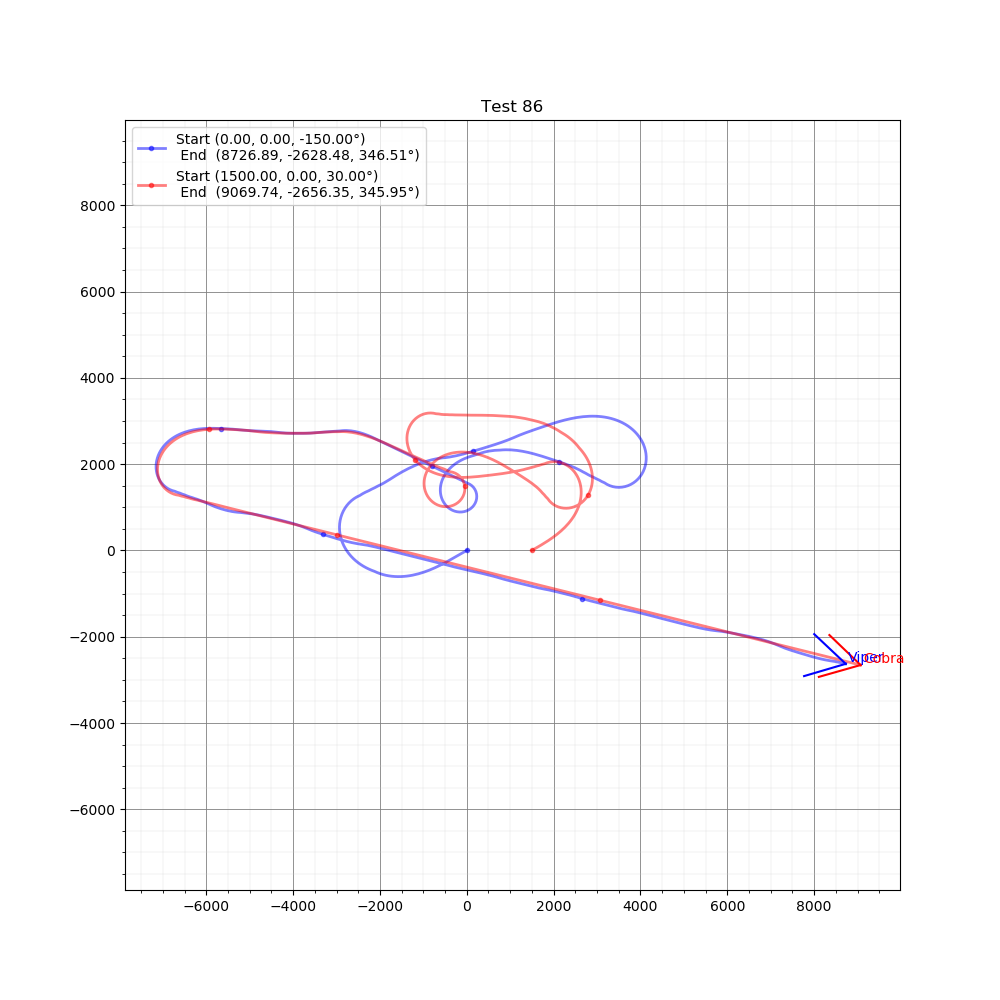 Test 86
Start (0.00, 0.00, -150.00°)
End (8726.89, -2628.48, 346.51°)
Start (1500.00, 0.00, 30.00°)
End (9069.74, -2656.35, 345.95°)
8000
6000
4000
2000
0
−2000
−4000
−6000
Viper
Cobra
−6000 −4000 −2000 0 2000 4000 6000 8000